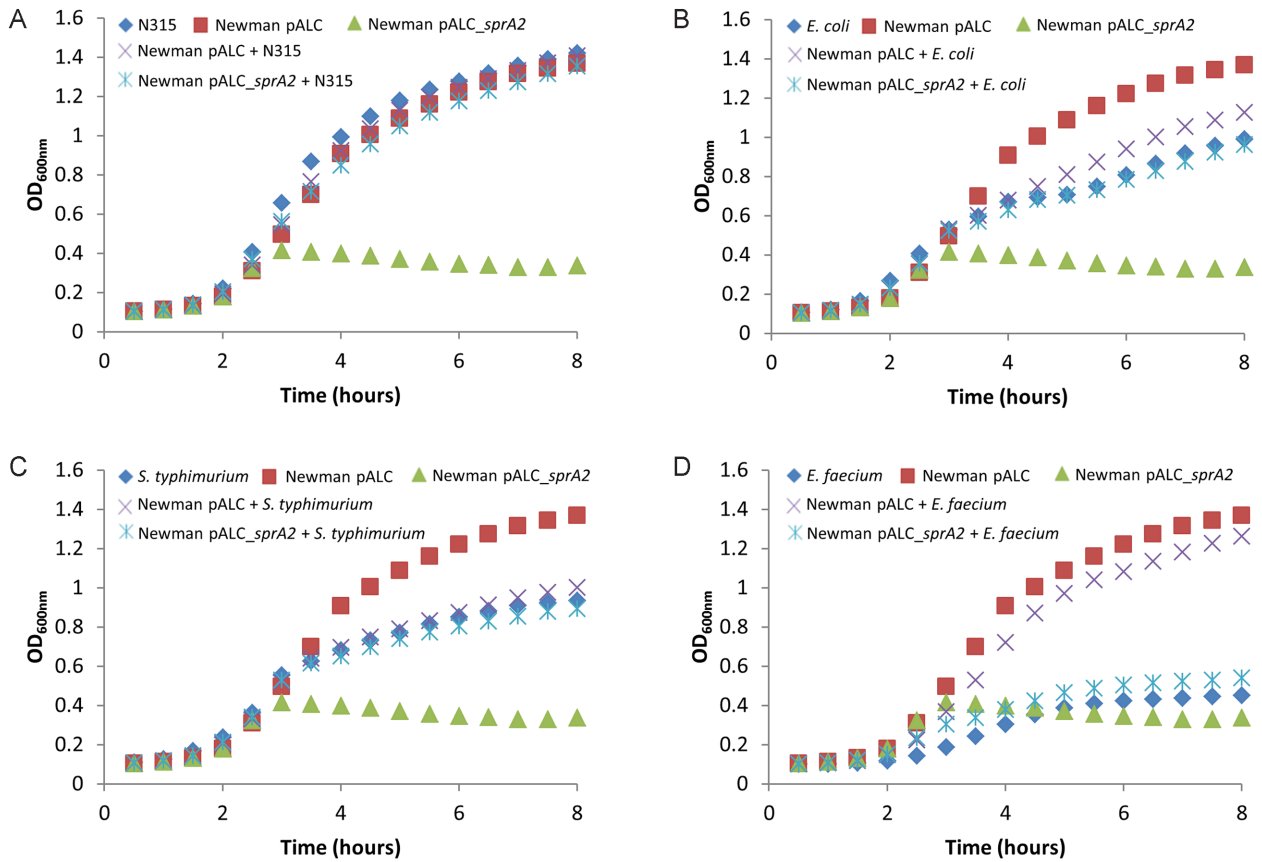 A
N315 Newman pALC Newman pALC_sprA2
Newman pALC + N315
Newman pALC_sprA2 + N315
1.6
1.4
1.2
1
0.8
0.6
0.4
0.2
0
OD600nm
0 2 4 6 8
Time (hours)
B
E. coli Newman pALC Newman pALC_sprA2
Newman pALC + E. coli
Newman pALC_sprA2 + E. coli
1.6
1.4
1.2
1
0.8
0.6
0.4
0.2
0
OD600nm
0 2 4 6 8
Time (hours)
C
S. typhimurium Newman pALC Newman pALC_sprA2
Newman pALC + S. typhimurium
Newman pALC_sprA2 + S. typhimurium
1.6
1.4
1.2
1
0.8
0.6
0.4
0.2
0
OD600nm
0 2 4 6 8
Time (hours)
D
E. faecium Newman pALC Newman pALC_sprA2
Newman pALC + E. faecium
Newman pALC_sprA2 + E. faecium
1.6
1.4
1.2
1
0.8
0.6
0.4
0.2
0
OD600nm
0 2 4 6 8
Time (hours)